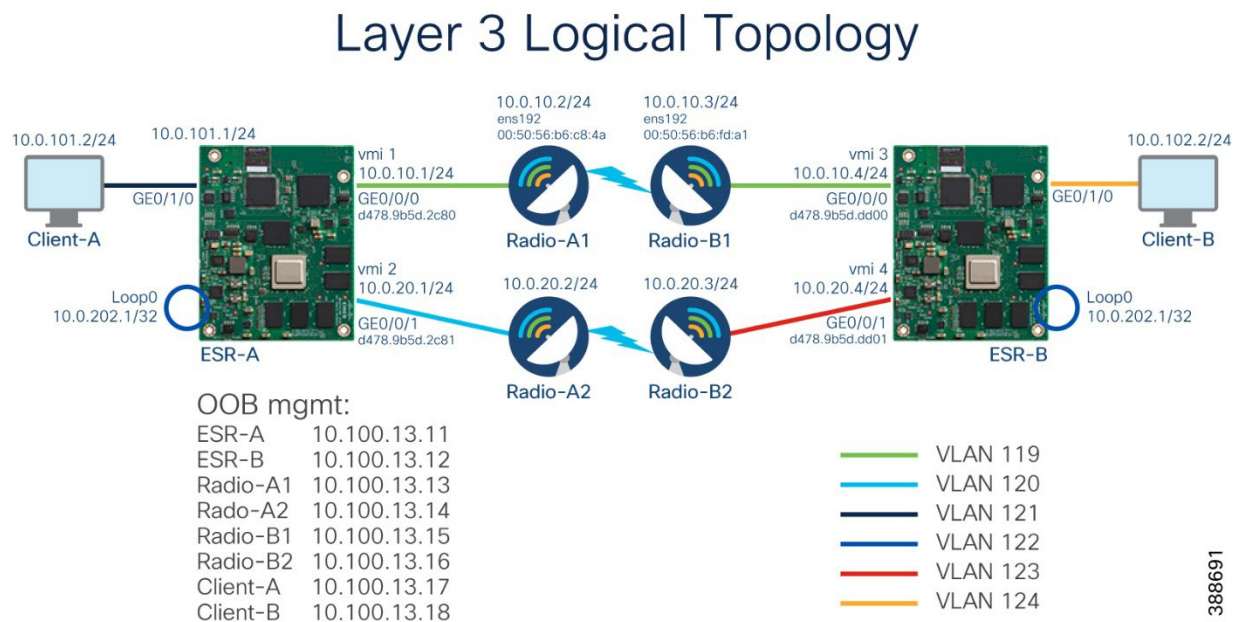 Layer 3 Logical Topology
10.0.101.2/24
10.0.101.1/24
Client-A
GE0/1/0
Loop0
10.0.202.1/32
ESR-A
vmi 1
10.0.10.1/24
GE0/0/0
d478.9b5d.2c80
vmi 2
10.0.20.1/24
GE0/0/1
d478.9b5d.2c81
10.0.10.2/24
ens192
00:50:56:b6:c8:4a
Radio-A1
10.0.10.3/24
ens192
00:50:56:b6:fd:a1
Radio-B1
10.0.20.2/24
Radio-A2
10.0.20.3/24
Radio-B2
vmi 3
10.0.10.4/24
GE0/0/0
d478.9b5d.dd00
vmi 4
10.0.20.4/24
GE0/0/1
d478.9b5d.dd01
ESR-B
10.0.102.2/24
GE0/1/0
Client-B
Loop0
10.0.202.1/32
OOB mgmt:
ESR-A 10.100.13.11
ESR-B 10.100.13.12
Radio-A1 10.100.13.13
Rado-A2 10.100.13.14
Radio-B1 10.100.13.15
Radio-B2 10.100.13.16
Client-A 10.100.13.17
Client-B 10.100.13.18
VLAN 119
VLAN 120
VLAN 121
VLAN 122
VLAN 123
VLAN 124
388691